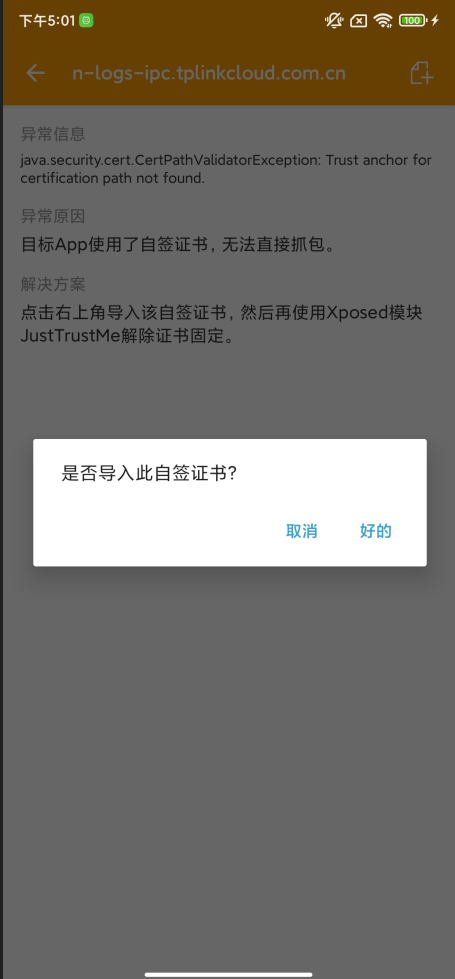 下午5:01
100
n-logs-ipc.tplinkcloud.com.cn
异常信息
java.security.cert.CertPathValidatorException: Trust anchor for
certification path not found.
异常原因
目标App使用了自签证书，无法直接抓包。
解决方案
点击右上角导入该自签证书，然后再使用Xposed模块
JustTrustMe解除证书固定。
是否导入此自签证书?
取消
好的